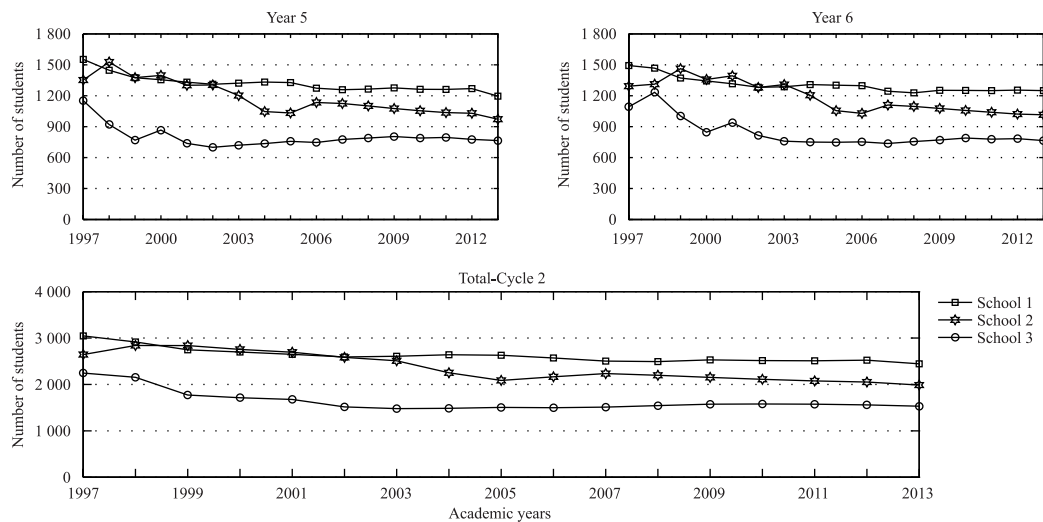 Year 5
Number of students
1 800
1 500
1 200
900
600
300
0
1997 2000 2003 2006 2009 2012
Year 6
Number of students
1 800
1 500
1 200
900
600
300
0
1997 2000 2003 2006 2009 2012
Total-Cycle 2
Number of students
4 000
3 000
2 000
1 000
0
1997 1999 2001 2003 2005 2007 2009 2011 2013
Academic years
School 1
School 2
School 3